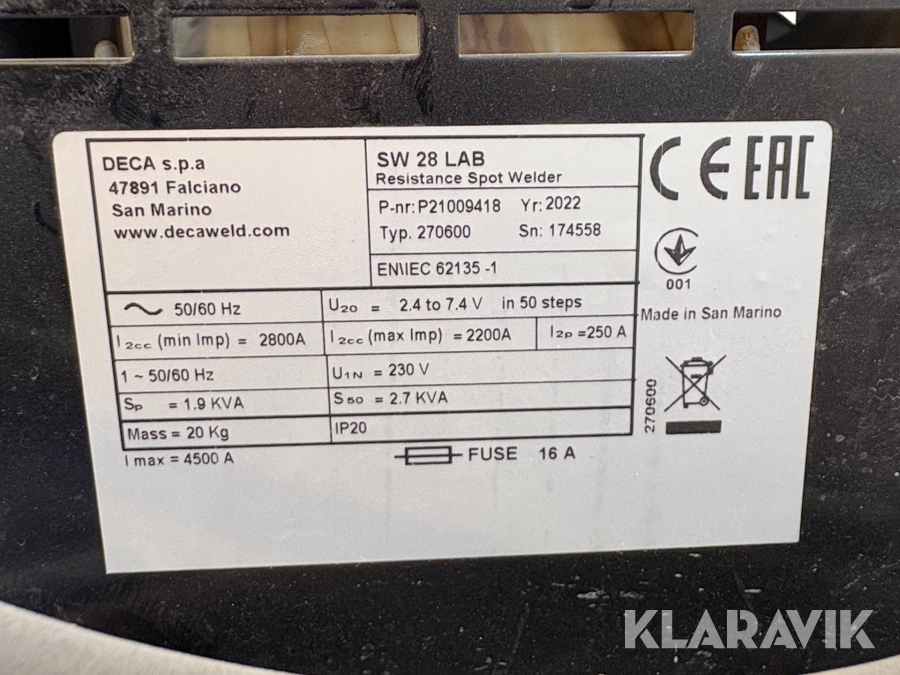 DECA s.p.a
47891 Falciano
San Marino
www.decaweld.com
SW 28 LAB
Resistance Spot Welder
P-nr: P21009418 Yr: 2022
Typ. 270600 Sn: 174558
EN\IEC 62135 -1
CE EAC
001
Made in San Marino
270600
~ 50/60 Hz
U20 = 2.4 to 7.4 V in 50 steps
I 2cc (min Imp) = 2800A
I 2cc (max Imp) = 2200A
I2p =250 A
1 ~ 50/60 Hz
U1N = 230 V
Sp = 1.9 KVA
S50 = 2.7 KVA
Mass = 20 Kg
IP20
I max = 4500 A
FUSE 16 A
KLARAVIK